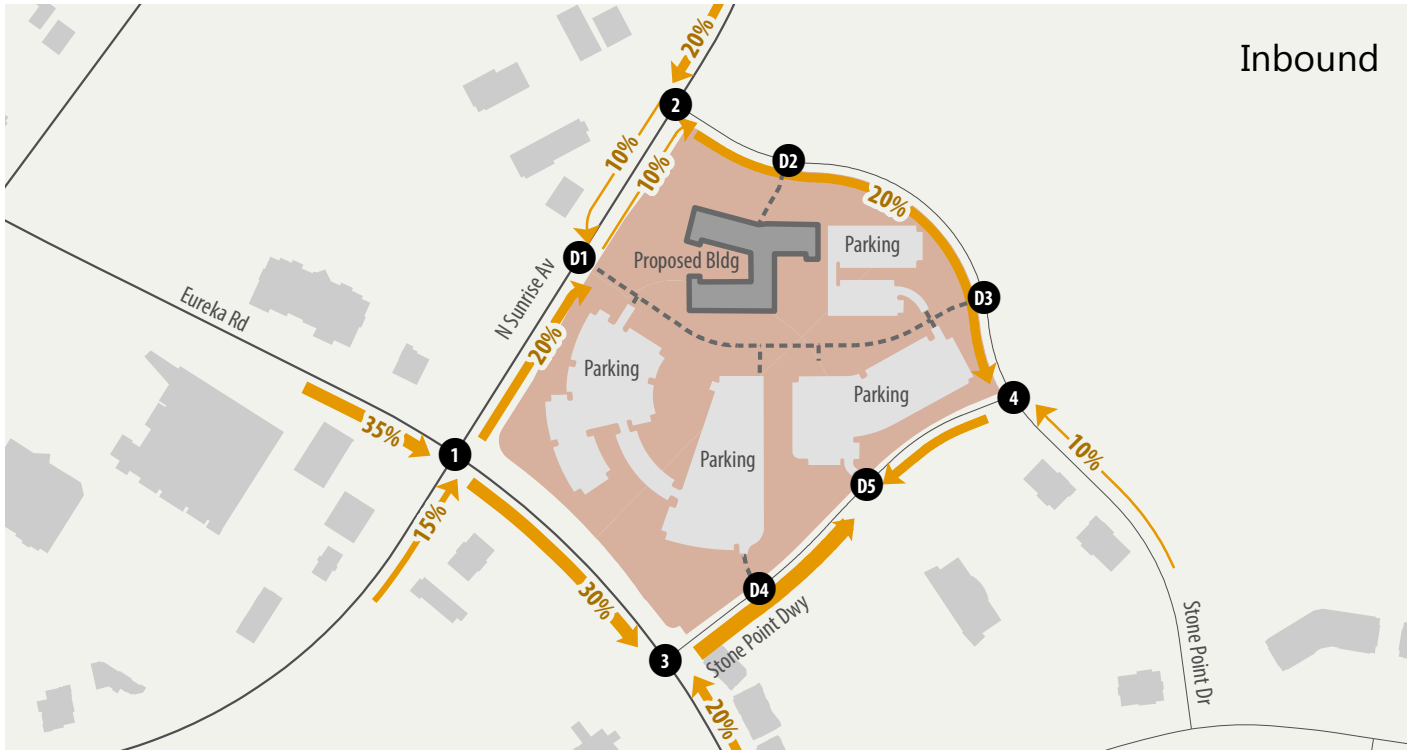 Inbound
20%
2
10%
10%
D2
20%
Parking
Proposed Bldg
D1
D3
N Sunrise Av
Eureka Rd
20%
Parking
Parking
4
35%
1
10%
Parking
D5
15%
30%
D4
Stone Point Dwy
3
20%
Stone Point Dr